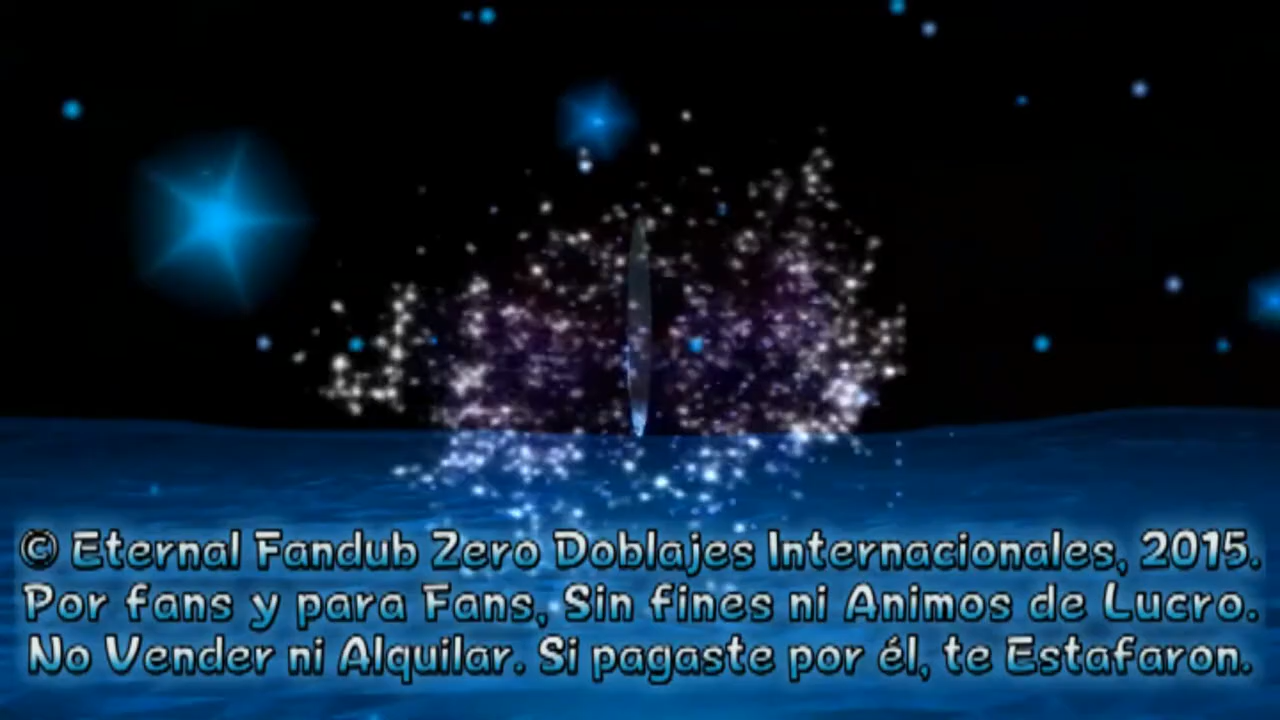 © Eternal Fandub Zero Doblajes Internacionales, 2015.
Por fans y para Fans, Sin fines ni Animos de Lucro.
No Vender ni Alquilar. Si pagaste por él, te Estafaron.